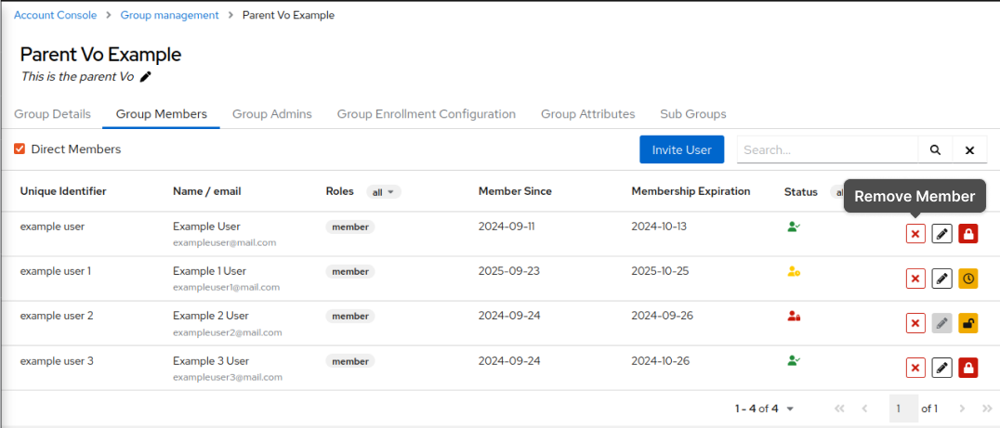 Account Console > Group management > Parent Vo Example
Parent Vo Example
This is the parent Vo
Group Details Group Members Group Admins Group Enrollment Configuration Group Attributes Sub Groups
Direct Members Invite User Search...
Unique Identifier Name / email Roles all Member Since Membership Expiration Status
Remove Member
example user Example User member 2024-09-11 2024-10-13
exampleuser@mail.com
example user 1 Example 1 User member 2025-09-23 2025-10-25
exampleuser1@mail.com
example user 2 Example 2 User member 2024-09-24 2024-09-26
exampleuser2@mail.com
example user 3 Example 3 User member 2024-09-24 2024-10-26
exampleuser3@mail.com
1 - 4 of 4 1 of 1